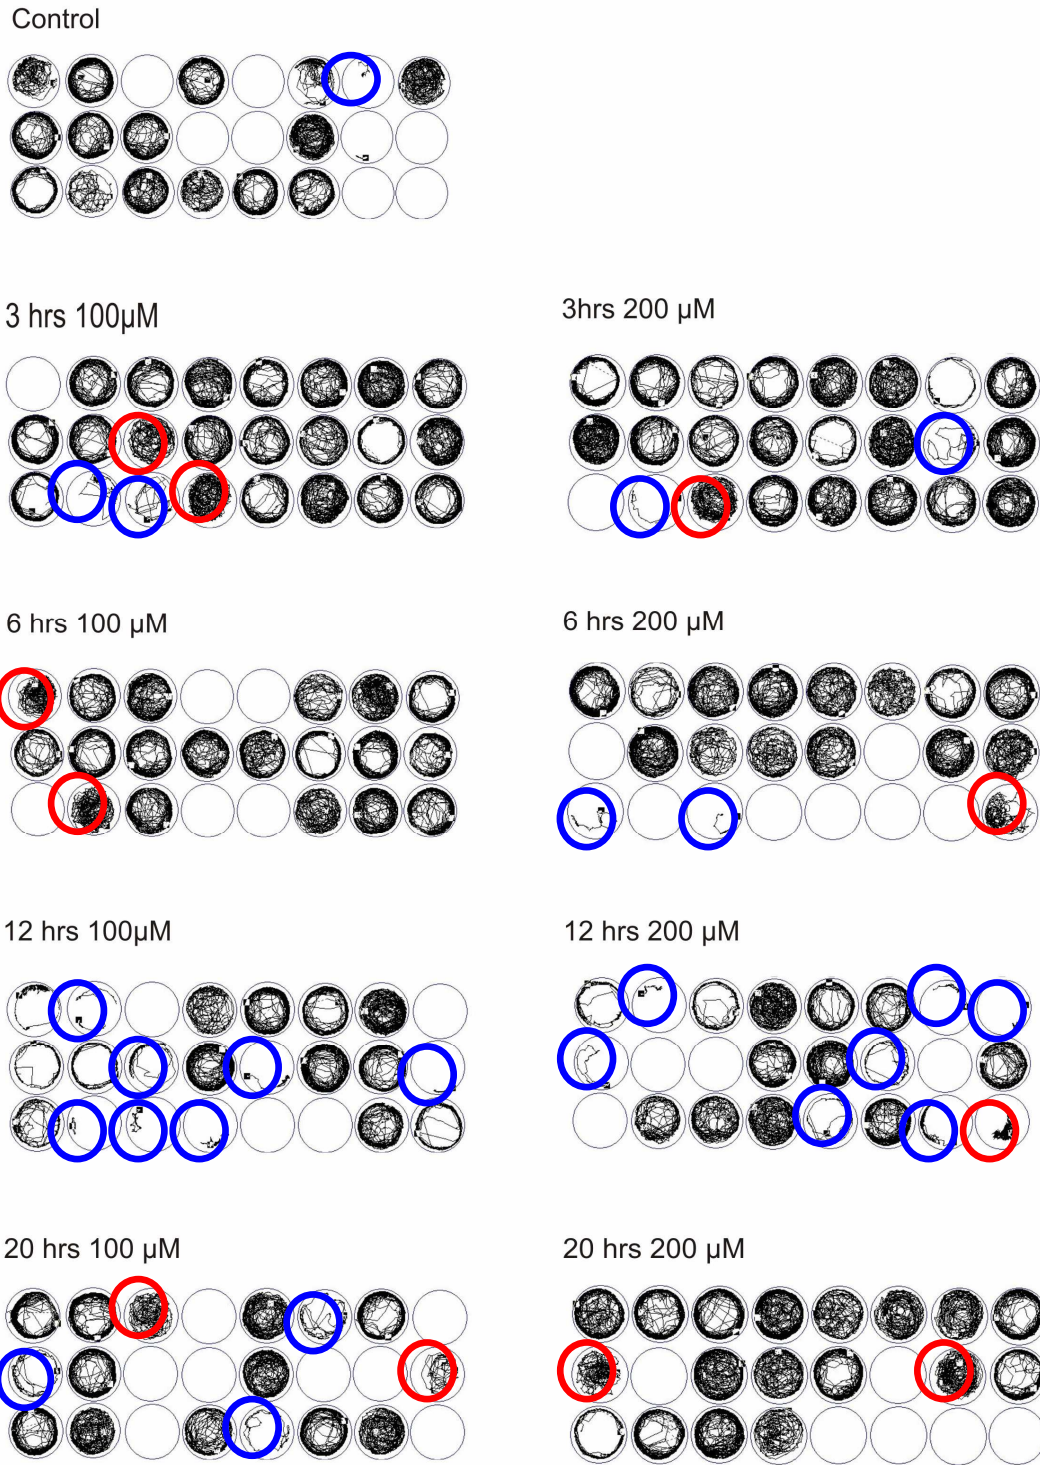 Control
3 hrs 100µM
3hrs 200 µM
6 hrs 100 µM
6 hrs 200 µM
12 hrs 100µM
12 hrs 200 µM
20 hrs 100 µM
20 hrs 200 µM